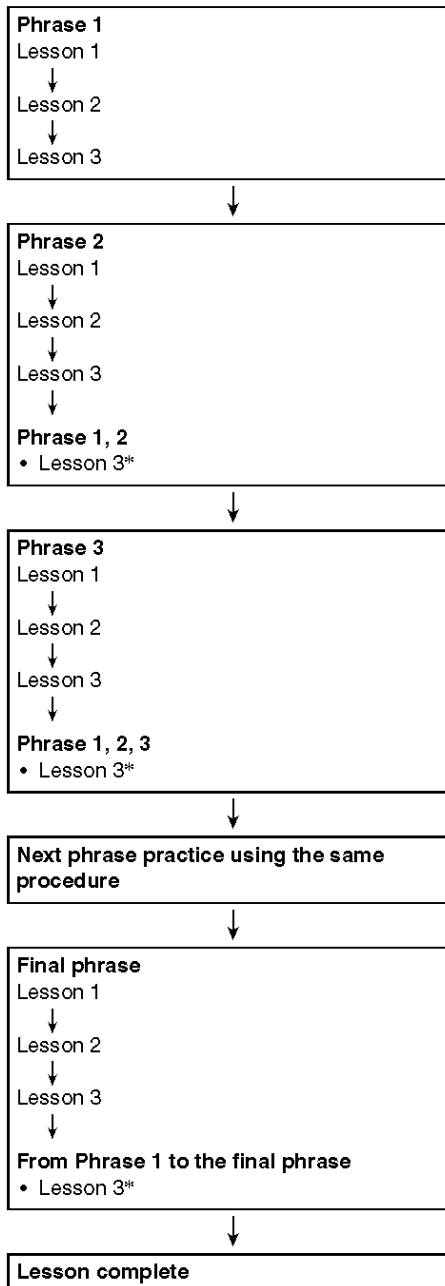 Phrase 1
Lesson 1
Lesson 2
Lesson 3
Phrase 2
Lesson 1
Lesson 2
Lesson 3
Phrase 1, 2
• Lesson 3*
Phrase 3
Lesson 1
Lesson 2
Lesson 3
Phrase 1, 2, 3
• Lesson 3*
Next phrase practice using the same
procedure
Final phrase
Lesson 1
Lesson 2
Lesson 3
From Phrase 1 to the final phrase
• Lesson 3*
Lesson complete